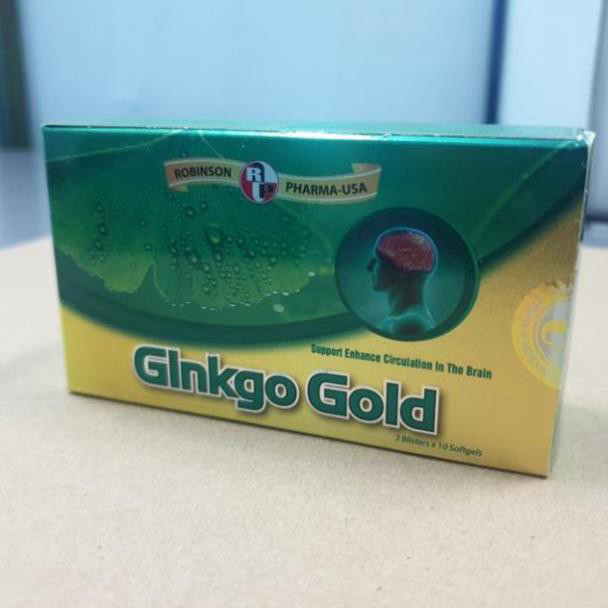 ROBINSON PHARMA-USA
Support Enhance Circulation In The Brain
GInkgo Gold
3 Blisters x 10 Softgels